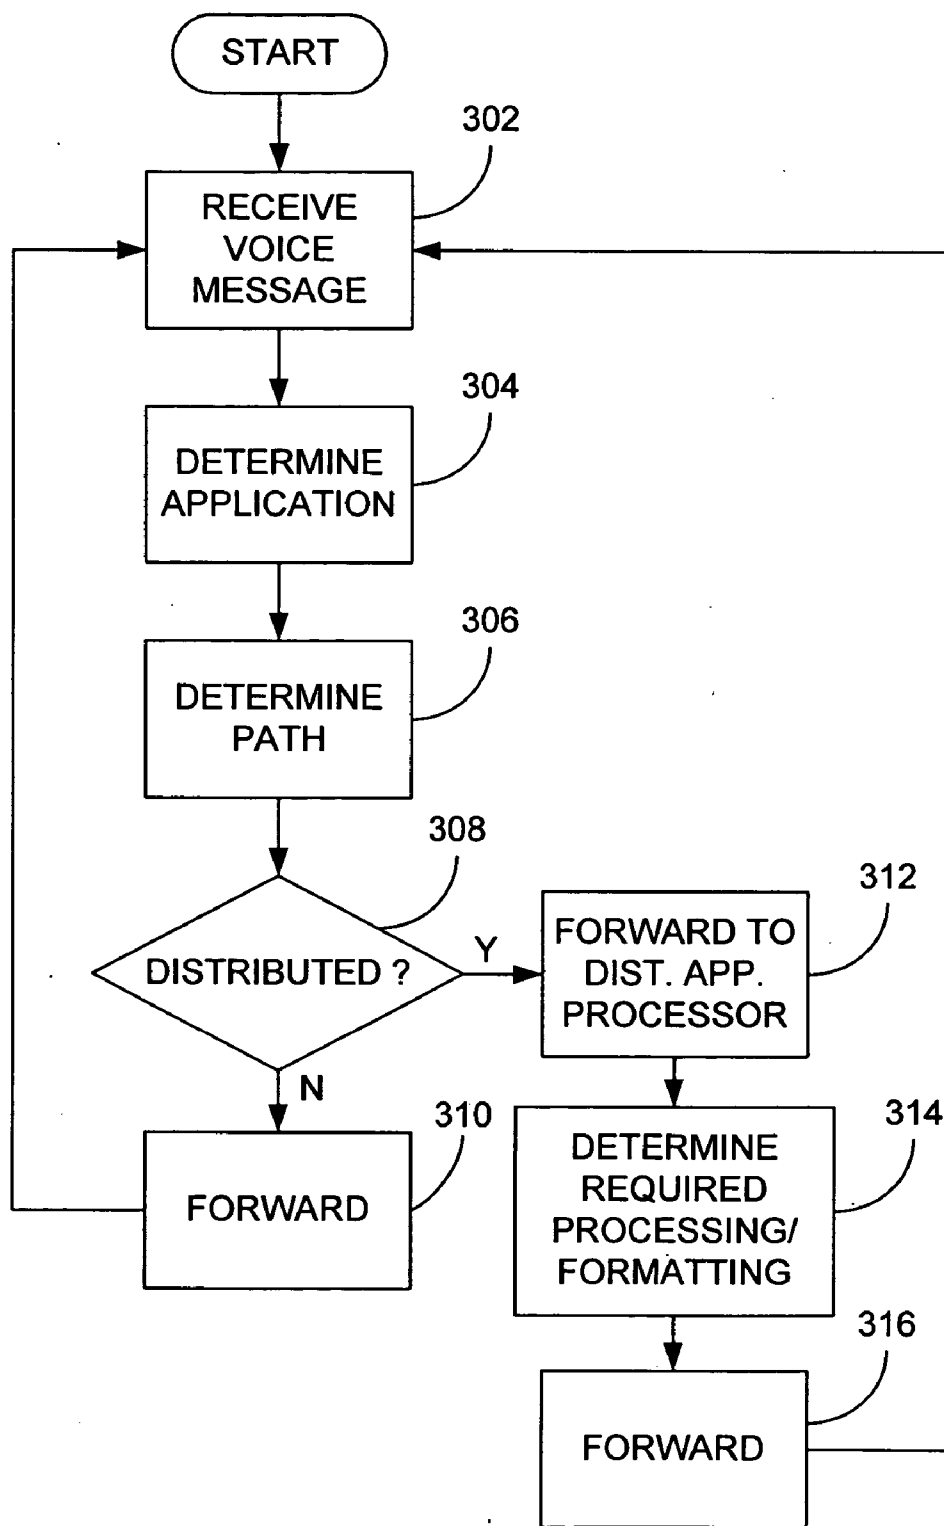 START
302
RECEIVE
VOICE
MESSAGE
304
DETERMINE
APPLICATION
306
DETERMINE
PATH
308
DISTRIBUTED ?
Y
N
310
FORWARD
312
FORWARD TO
DIST. APP.
PROCESSOR
314
DETERMINE
REQUIRED
PROCESSING/
FORMATTING
316
FORWARD